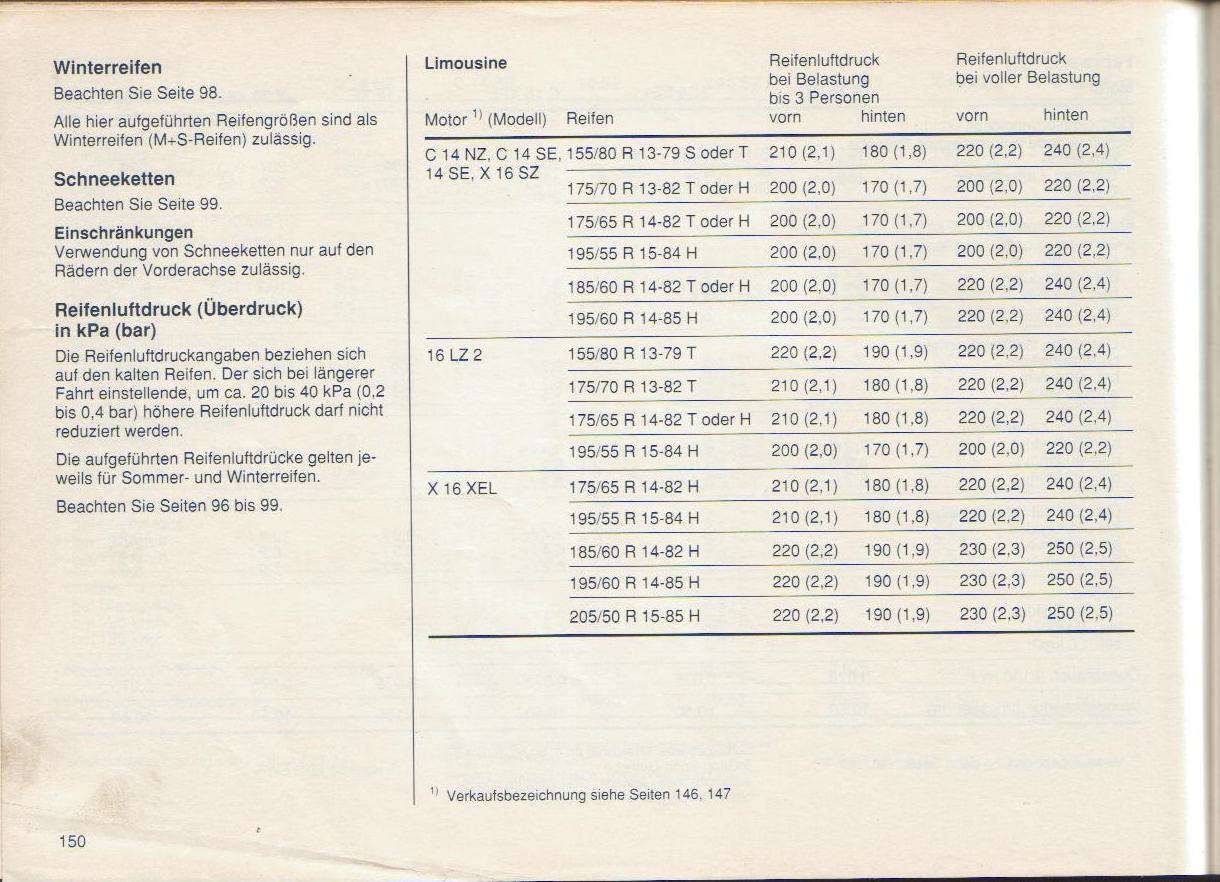 Winterreifen
Beachten Sie Seite 98.
Alle hier aufgeführten Reifengrößen sind als
Winterreifen (M+S-Reifen) zulässig.
Schneeketten
Beachten Sie Seite 99.
Einschränkungen
Verwendung von Schneeketten nur auf den
Rädern der Vorderachse zulässig.
Reifenluftdruck (Überdruck)
in kPa (bar)
Die Reifenluftdruckangaben beziehen sich
auf den kalten Reifen. Der sich bei längerer
Fahrt einstellende, um ca. 20 bis 40 kPa (0,2
bis 0,4 bar) höhere Reifenluftdruck darf nicht
reduziert werden.
Die aufgeführten Reifenluftdrücke gelten je-
weils für Sommer- und Winterreifen.
Beachten Sie Seiten 96 bis 99.
150
Limousine
Reifenluftdruck
bei Belastung
bis 3 Personen
Reifenluftdruck
bei voller Belastung
Motor 1) (Modell) Reifen vorn hinten vorn hinten
C 14 NZ, C 14 SE, 155/80 R 13-79 S oder T 210 (2,1) 180 (1,8) 220 (2,2) 240 (2,4)
14 SE, X 16 SZ
175/70 R 13-82 T oder H 200 (2,0) 170 (1,7) 200 (2,0) 220 (2,2)
175/65 R 14-82 T oder H 200 (2,0) 170 (1,7) 200 (2,0) 220 (2,2)
195/55 R 15-84 H 200 (2,0) 170 (1,7) 200 (2,0) 220 (2,2)
185/60 R 14-82 T oder H 200 (2,0) 170 (1,7) 220 (2,2) 240 (2,4)
195/60 R 14-85 H 200 (2,0) 170 (1,7) 220 (2,2) 240 (2,4)
16 LZ 2 155/80 R 13-79 T 220 (2,2) 190 (1,9) 220 (2,2) 240 (2,4)
175/70 R 13-82 T 210 (2,1) 180 (1,8) 220 (2,2) 240 (2,4)
175/65 R 14-82 T oder H 210 (2,1) 180 (1,8) 220 (2,2) 240 (2,4)
195/55 R 15-84 H 200 (2,0) 170 (1,7) 200 (2,0) 220 (2,2)
X 16 XEL 175/65 R 14-82 H 210 (2,1) 180 (1,8) 220 (2,2) 240 (2,4)
195/55 R 15-84 H 210 (2,1) 180 (1,8) 220 (2,2) 240 (2,4)
185/60 R 14-82 H 220 (2,2) 190 (1,9) 230 (2,3) 250 (2,5)
195/60 R 14-85 H 220 (2,2) 190 (1,9) 230 (2,3) 250 (2,5)
205/50 R 15-85 H 220 (2,2) 190 (1,9) 230 (2,3) 250 (2,5)
1) Verkaufsbezeichnung siehe Seiten 146, 147